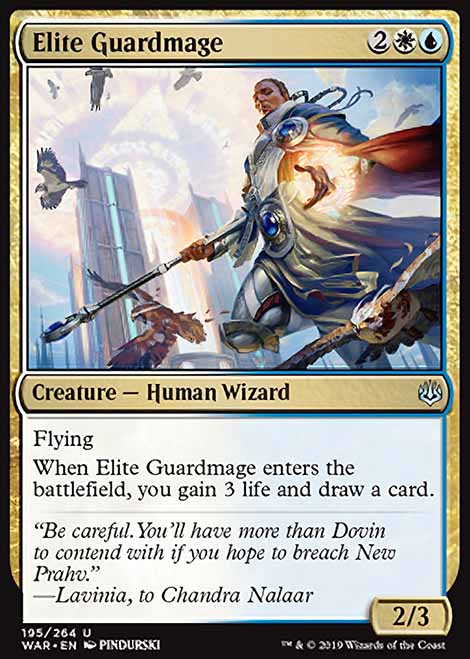 Elite Guardmage 2
Creature — Human Wizard
Flying
When Elite Guardmage enters the
battlefield, you gain 3 life and draw a card.
“Be careful. You’ll have more than Dovin
to contend with if you hope to breach New
Prahv.”
—Lavinia, to Chandra Nalaar
2/3
195/264 U
WAR • EN PINDURSKI
™ & © 2019 Wizards of the Coast